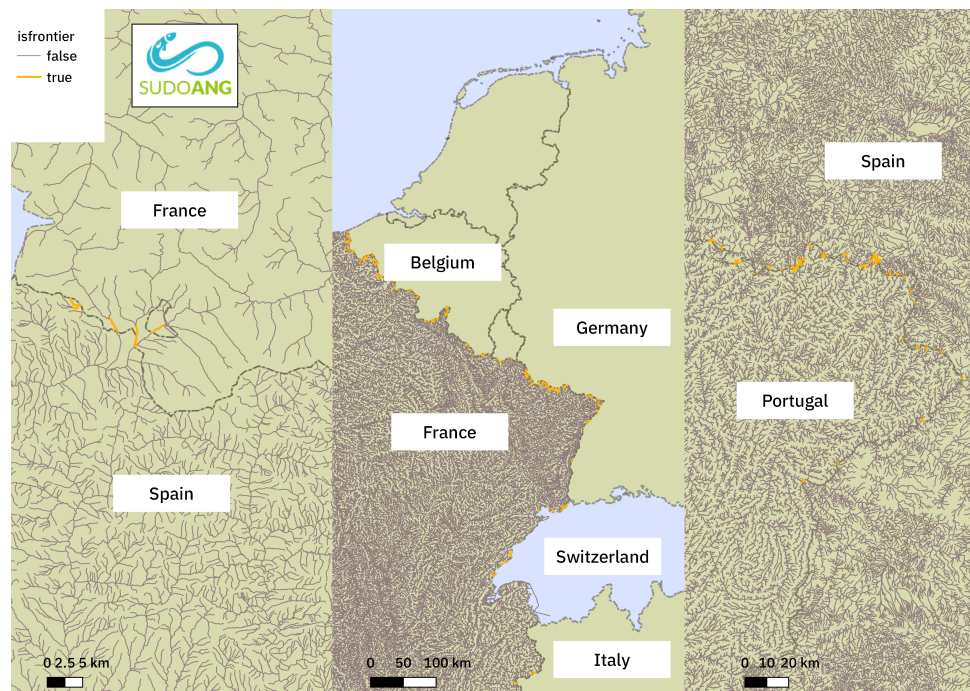 isfrontier
false
true
SUDOANG
France
Spain
0 2.5 5 km
Belgium
Germany
France
Switzerland
Italy
0 50 100 km
Spain
Portugal
0 10 20 km